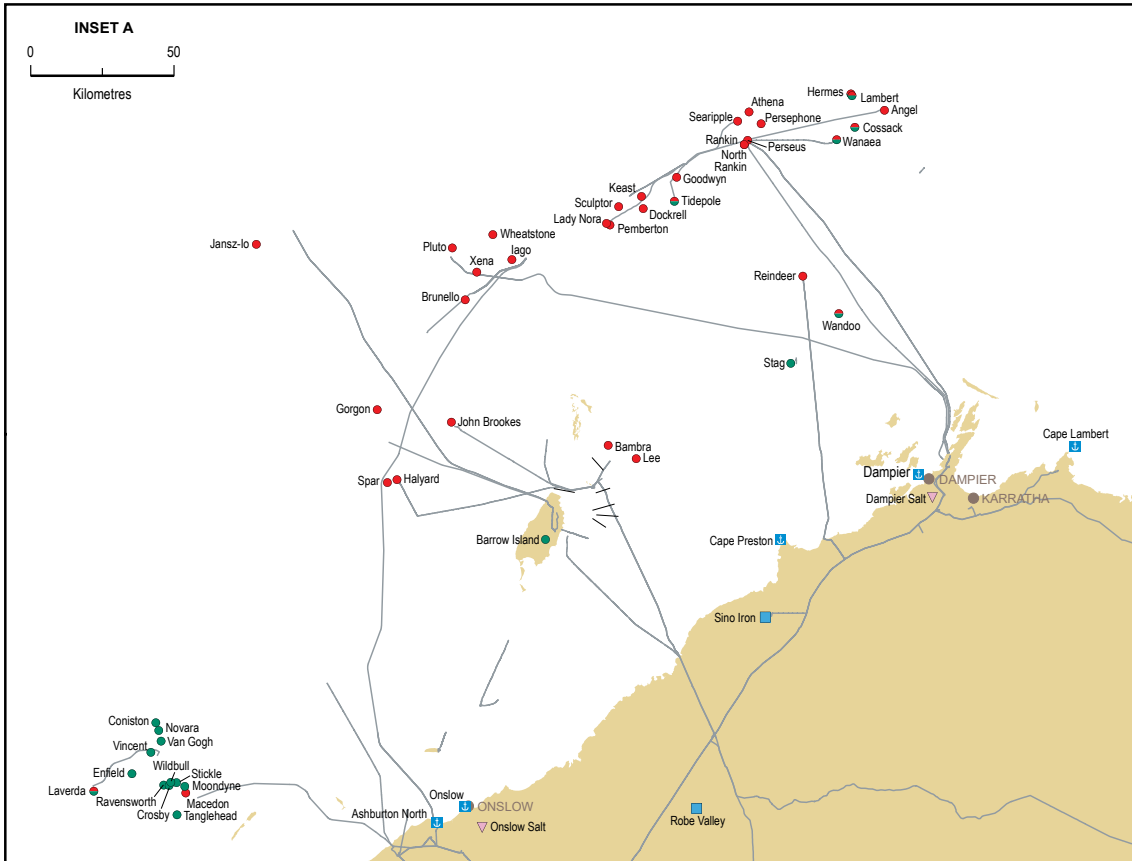 INSET A
0 50
Kilometres
Hermes
Lambert
Athena
Angel
Searipple
Persephone
Cossack
Rankin
Perseus
Wanaea
North
Rankin
Goodwyn
Keast
Tidepole
Sculptor
Dockrell
Lady Nora
Pemberton
Wheatstone
Jansz-Io
Pluto
Iago
Xena
Reindeer
Brunello
Wandoo
Stag
Gorgon
John Brookes
Cape Lambert
Bambra
Lee
Dampier
DAMPIER
Spar
Halyard
Dampier Salt
KARRATHA
Barrow Island
Cape Preston
Sino Iron
Coniston
Novara
Van Gogh
Vincent
Wildbull
Enfield
Stickle
Moondyne
Laverda
Ravensworth
Macedon
Crosby
Tanglehead
Onslow
ONSLOW
Ashburton North
Onslow Salt
Robe Valley